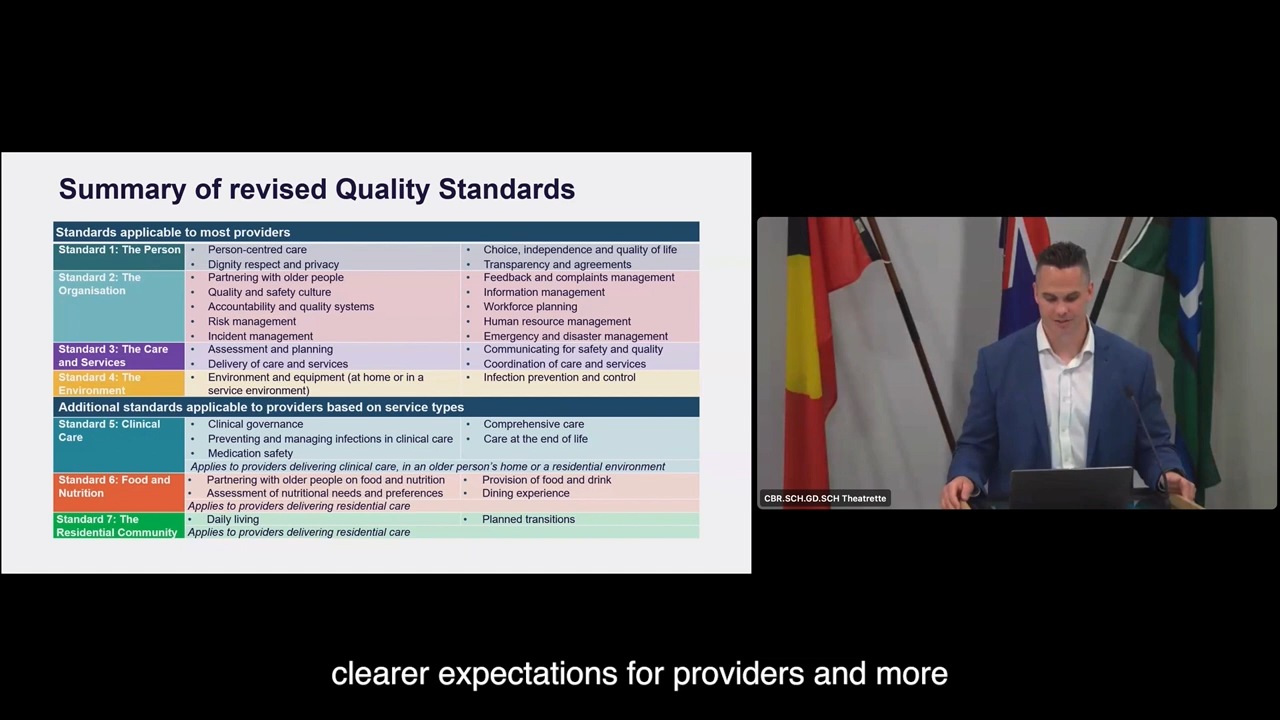 Summary of revised Quality Standards
Standards applicable to most providers
Standard 1: The Person
• Person-centred care
• Dignity respect and privacy
• Choice, independence and quality of life
• Transparency and agreements
Standard 2: The
Organisation
• Partnering with older people
• Quality and safety culture
• Accountability and quality systems
• Risk management
• Incident management
• Feedback and complaints management
• Information management
• Workforce planning
• Human resource management
• Emergency and disaster management
Standard 3: The Care
and Services
• Assessment and planning
• Delivery of care and services
• Communicating for safety and quality
• Coordination of care and services
Standard 4: The
Environment
• Environment and equipment (at home or in a
service environment)
• Infection prevention and control
Additional standards applicable to providers based on service types
Standard 5: Clinical
Care
• Clinical governance
• Preventing and managing infections in clinical care
• Medication safety
• Comprehensive care
• Care at the end of life
Applies to providers delivering clinical care, in an older person's home or a residential environment
Standard 6: Food and
Nutrition
• Partnering with older people on food and nutrition
• Assessment of nutritional needs and preferences
• Provision of food and drink
• Dining experience
Applies to providers delivering residential care
Standard 7: The
Residential Community
• Daily living
• Planned transitions
Applies to providers delivering residential care
CBR.SCH.GD.SCH Theatrette
clearer expectations for providers and more